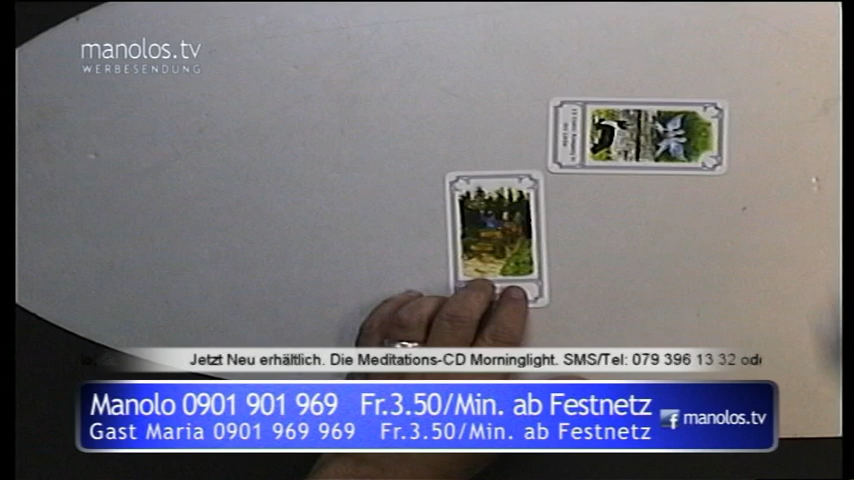 manolos.tv
WERBESENDUNG
Jetzt Neu erhältlich. Die Meditations-CD Morninglight. SMS/Tel: 079 396 13 32 ode
Manolo 0901 901 969 Fr.3.50/Min. ab Festnetz
Gast Maria 0901 969 969 Fr.3.50/Min. ab Festnetz
f manolos.tv